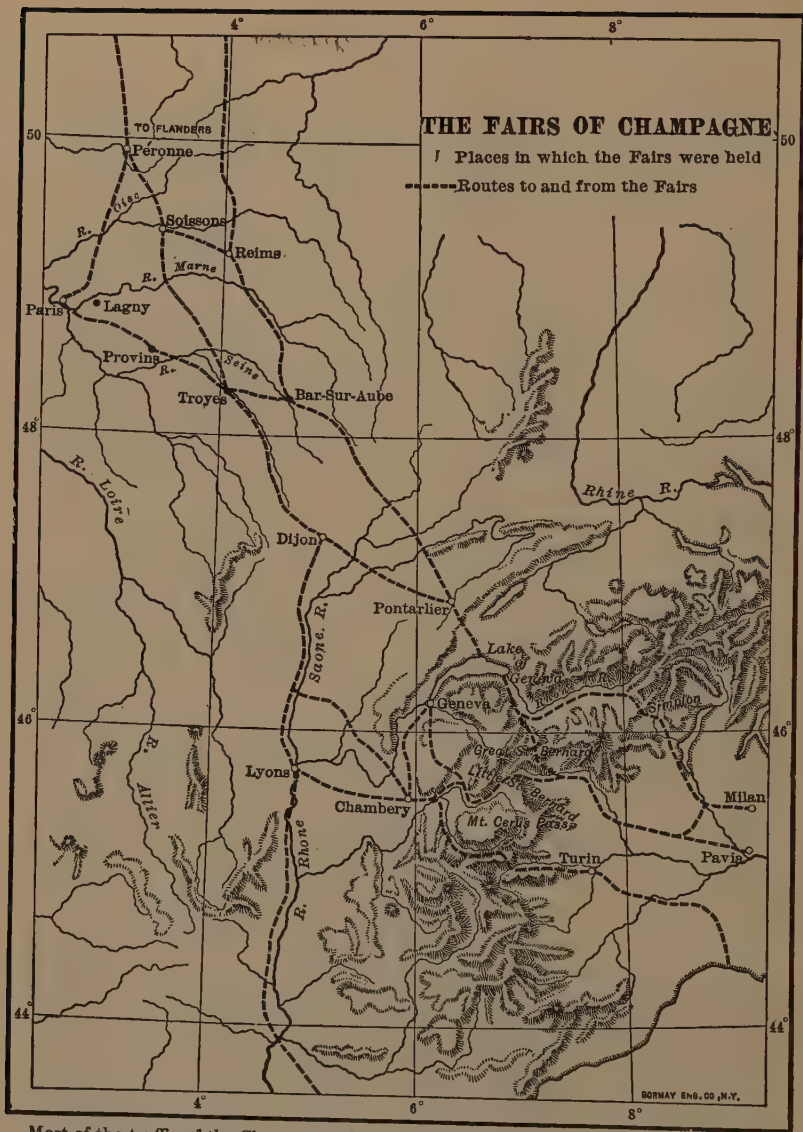 4°
6°
8°
50
THE FAIRS OF CHAMPAGNE
50
Places in which the Fairs were held
Routes to and from the Fairs
TO FLANDERS
Peronne
R. Oise
Soissons
Reims
R. Marne
Paris
Lagny
Provins
R. Seine
Troyes
Bar-Sur-Aube
48°
48°
R. Loire
Rhine R.
Dijon
Pontarlier
Saone. R.
Lake of Geneva
Geneva
R.
Simplon
46°
46°
Great St. Bernard
Lyons
Little St. Bernard
Chambery
Milan
R. Allier
Mt. Cenis Pass
Turin
Pavia
R. Rhone
44°
44°
BORMAY ENG. CO., N.Y.
4°
6°
8°